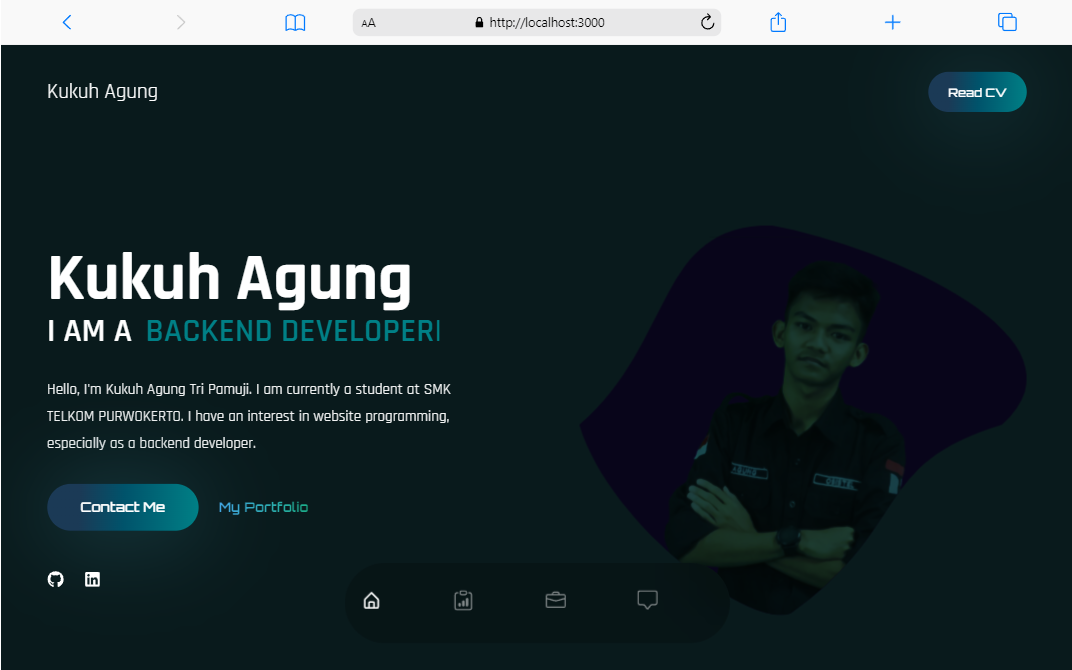 AA
http://localhost:3000
Kukuh Agung
Read CV
Kukuh Agung
I AM A BACKEND DEVELOPER|
Hello, I'm Kukuh Agung Tri Pamuji. I am currently a student at SMK
TELKOM PURWOKERTO. I have an interest in website programming,
especially as a backend developer.
Contact Me
My Portfolio